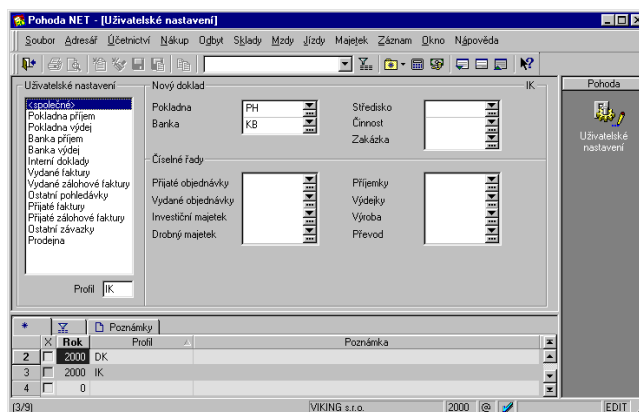 Pohoda NET - [Uživatelské nastavení]
Soubor Adresář Účetnictví Nákup Odbyt Sklady Mzdy Jízdy Majetek Záznam Okno Nápověda
Uživatelské nastavení
<společné>
Pokladna příjem
Pokladna výdej
Banka příjem
Banka výdej
Interní doklady
Vydané faktury
Vydané zálohové faktury
Ostatní pohledávky
Přijaté faktury
Přijaté zálohové faktury
Ostatní závazky
Prodejna
Profil IK
Nový doklad IK
Pokladna PH Středisko
Banka KB Činnost
Zakázka
Číselné řady
Přijaté objednávky Příjemky
Vydané objednávky Výdejky
Investiční majetek Výroba
Drobný majetek Převod
Pohoda
Uživatelské
nastavení
* Poznámky
X Rok Profil Poznámka
2 2000 DK
3 2000 IK
4 0
(3/9) VIKING s.r.o. 2000 @ EDIT